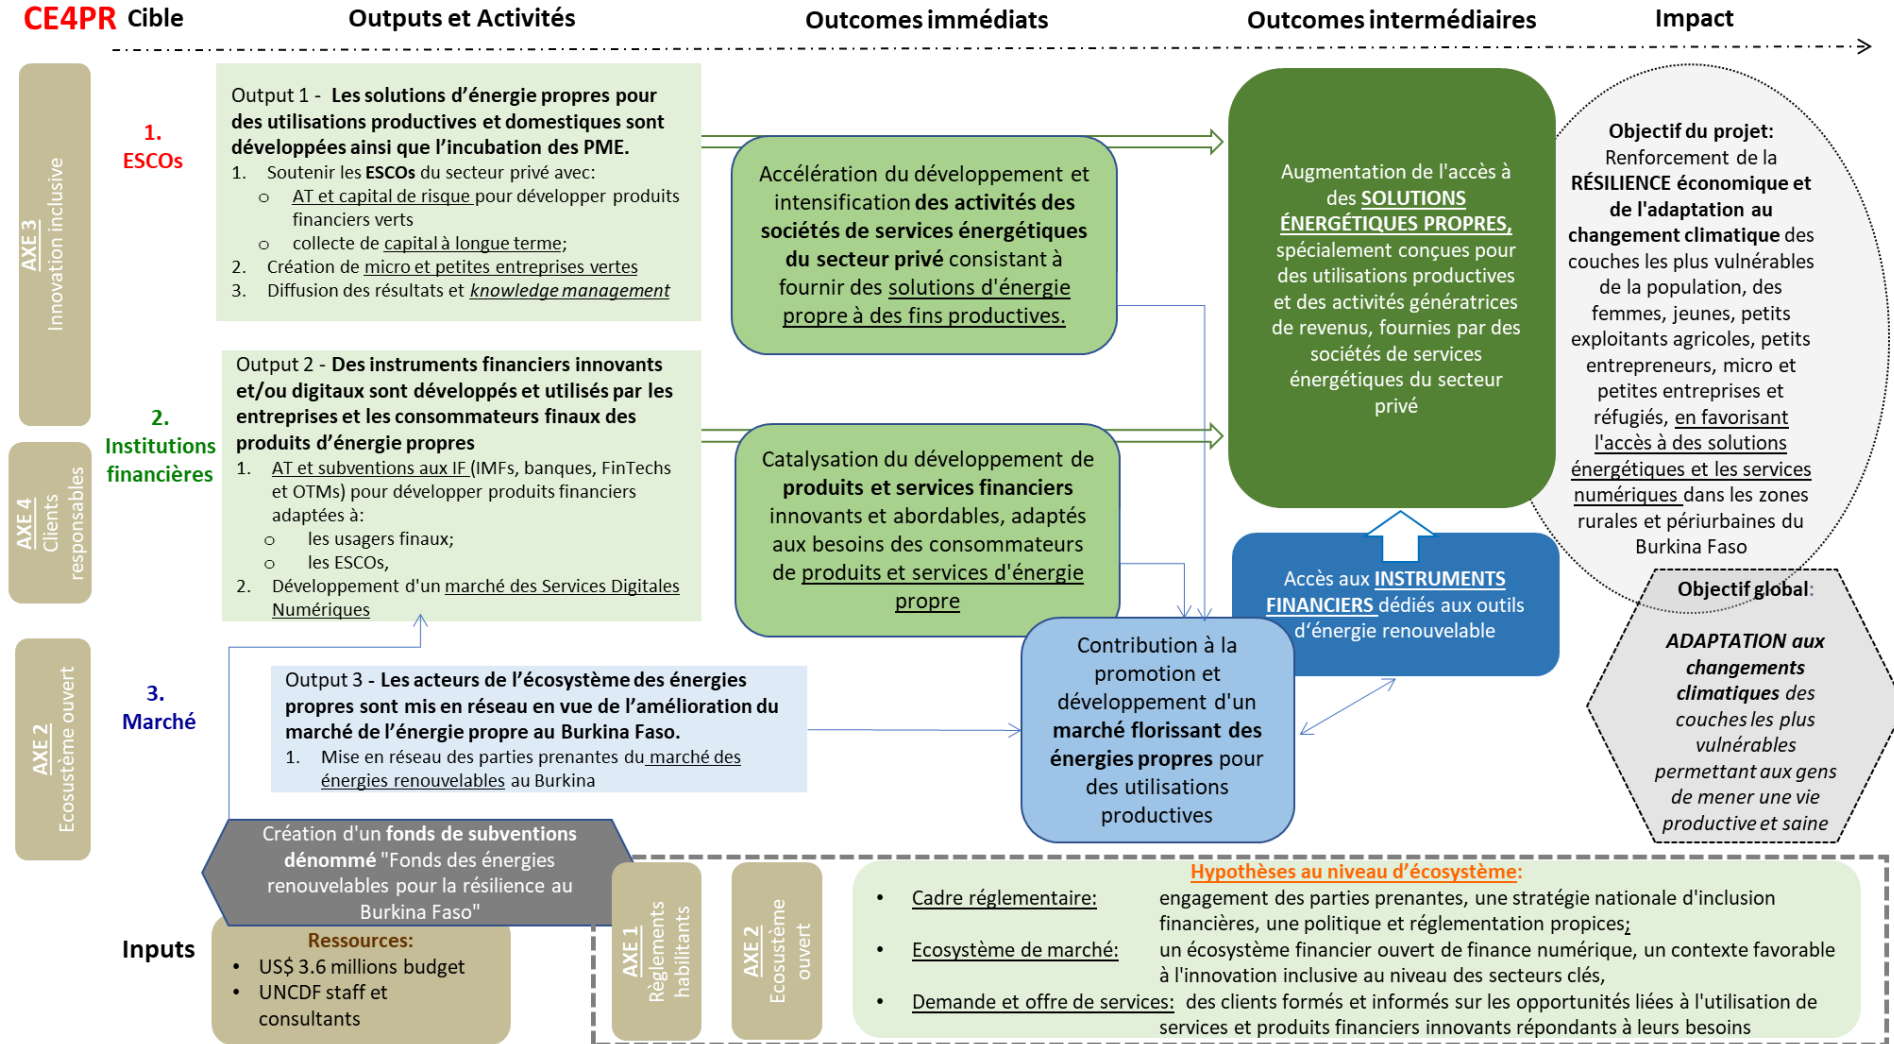 CE4PR Cible Outputs et Activités Outcomes immédiats Outcomes intermédiaires Impact
AXE 3
Innovation inclusive
AXE 4
Clients
responsables
AXE 2
Ecosustème ouvert
1.
ESCOs
2.
Institutions
financières
3.
Marché
Output 1 - Les solutions d’énergie propres pour
des utilisations productives et domestiques sont
développées ainsi que l’incubation des PME.
1. Soutenir les ESCOs du secteur privé avec:
o AT et capital de risque pour développer produits
financiers verts
o collecte de capital à longue terme;
2. Création de micro et petites entreprises vertes
3. Diffusion des résultats et knowledge management
Output 2 - Des instruments financiers innovants
et/ou digitaux sont développés et utilisés par les
entreprises et les consommateurs finaux des
produits d’énergie propres
1. AT et subventions aux IF (IMFs, banques, FinTechs
et OTMs) pour développer produits financiers
adaptées à:
o les usagers finaux;
o les ESCOs,
2. Développement d'un marché des Services Digitales
Numériques
Output 3 - Les acteurs de l’écosystème des énergies
propres sont mis en réseau en vue de l’amélioration du
marché de l’énergie propre au Burkina Faso.
1. Mise en réseau des parties prenantes du marché des
énergies renouvelables au Burkina
Accélération du développement et
intensification des activités des
sociétés de services énergétiques
du secteur privé consistant à
fournir des solutions d'énergie
propre à des fins productives.
Catalysation du développement de
produits et services financiers
innovants et abordables, adaptés
aux besoins des consommateurs
de produits et services d'énergie
propre
Contribution à la
promotion et
développement d'un
marché florissant des
énergies propres pour
des utilisations
productives
Augmentation de l'accès à
des SOLUTIONS
ÉNERGÉTIQUES PROPRES,
spécialement conçues pour
des utilisations productives
et des activités génératrices
de revenus, fournies par des
sociétés de services
énergétiques du secteur
privé
Accès aux INSTRUMENTS
FINANCIERS dédiés aux outils
d‘énergie renouvelable
Objectif du projet:
Renforcement de la
RÉSILIENCE économique et
de l'adaptation au
changement climatique des
couches les plus vulnérables
de la population, des
femmes, jeunes, petits
exploitants agricoles, petits
entrepreneurs, micro et
petites entreprises et
réfugiés, en favorisant
l'accès à des solutions
énergétiques et les services
numériques dans les zones
rurales et périurbaines du
Burkina Faso
Objectif global:
ADAPTATION aux
changements
climatiques des
couches les plus
vulnérables
permettant aux gens
de mener une vie
productive et saine
Création d'un fonds de subventions
dénommé "Fonds des énergies
renouvelables pour la résilience au
Burkina Faso"
Inputs
Ressources:
• US$ 3.6 millions budget
• UNCDF staff et
consultants
AXE 1
Règlements
habilitants
AXE 2
Ecosustème
ouvert
Hypothèses au niveau d’écosystème:
• Cadre réglementaire: engagement des parties prenantes, une stratégie nationale d'inclusion
financières, une politique et réglementation propices;
• Ecosystème de marché: un écosystème financier ouvert de finance numérique, un contexte favorable
à l'innovation inclusive au niveau des secteurs clés,
• Demande et offre de services: des clients formés et informés sur les opportunités liées à l'utilisation de
services et produits financiers innovants répondants à leurs besoins